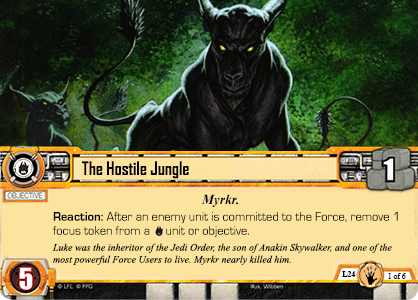 The Hostile Jungle
1
OBJECTIVE
Myrkr.
Reaction: After an enemy unit is committed to the Force, remove 1
focus token from a unit or objective.
Luke was the inheritor of the Jedi Order, the son of Anakin Skywalker, and one of the
most powerful Force Users to live. Myrkr nearly killed him.
5
L24
1 of 6
© LFL © FFG
Illus. Wibben